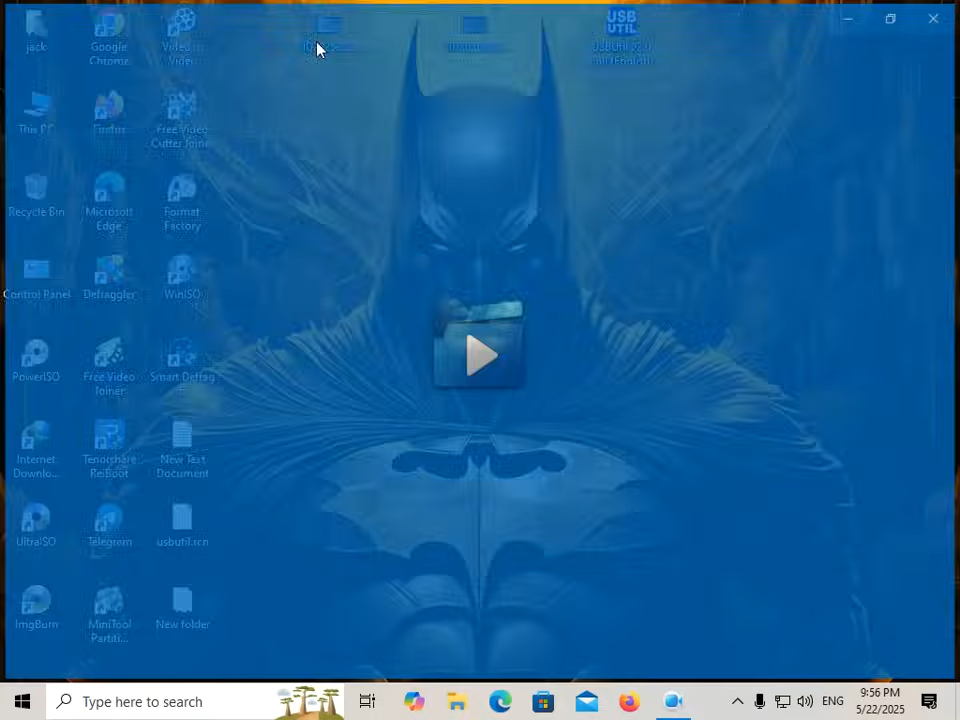 jack
Google
Chrome
Video to
Video
USB
UTIL
This PC
Firefox
Free Video
Cutter Joiner
Recycle Bin
Microsoft
Edge
Format
Factory
Control Panel
Defraggler
WinISO
PowerISO
Free Video
Joiner
Smart Defrag
Internet
Downlo...
Tenorshare
ReiBoot
New Text
Document
UltraISO
Telegram
usbutil.rcn
ImgBurn
MiniTool
Partiti...
New folder
Type here to search
ENG
9:56 PM
5/22/2025